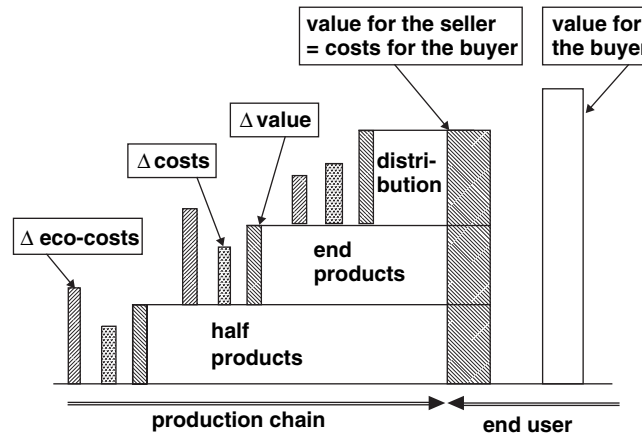 value for the seller
= costs for the buyer
value for
the buyer
Δ value
Δ costs
distri-
bution
Δ eco-costs
end
products
half
products
production chain
end user